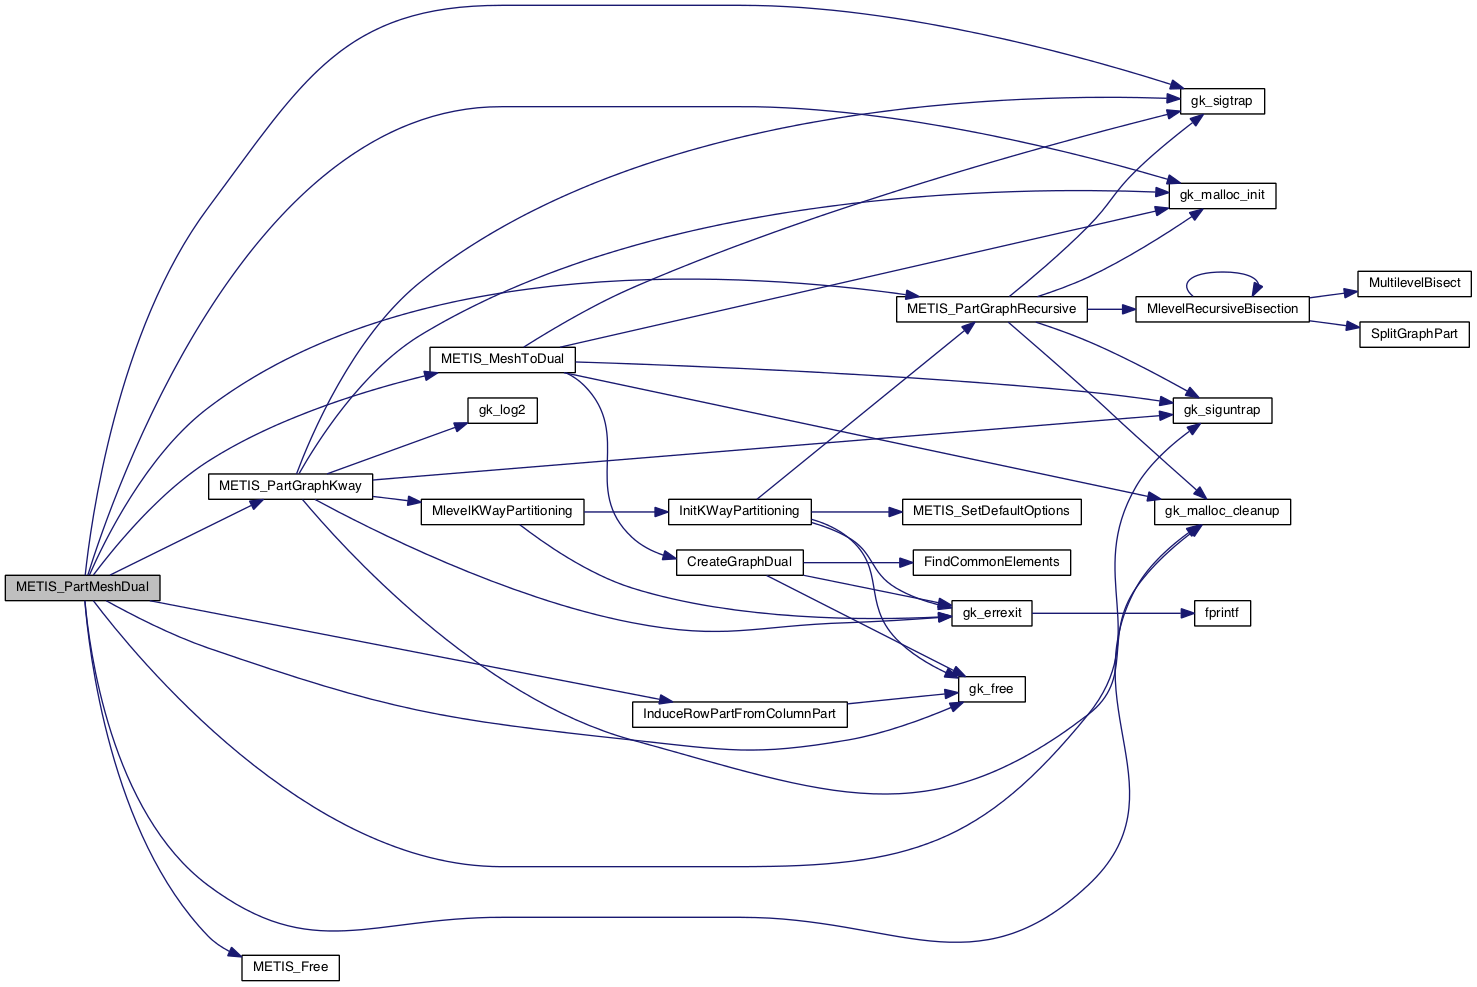 gk_sigtrap
gk_malloc_init
MultilevelBisect
METIS_PartGraphRecursive
MlevelRecursiveBisection
SplitGraphPart
METIS_MeshToDual
gk_log2
gk_siguntrap
METIS_PartGraphKway
MlevelKWayPartitioning
InitKWayPartitioning
METIS_SetDefaultOptions
gk_malloc_cleanup
CreateGraphDual
FindCommonElements
METIS_PartMeshDual
gk_errexit
fprintf
gk_free
InduceRowPartFromColumnPart
METIS_Free